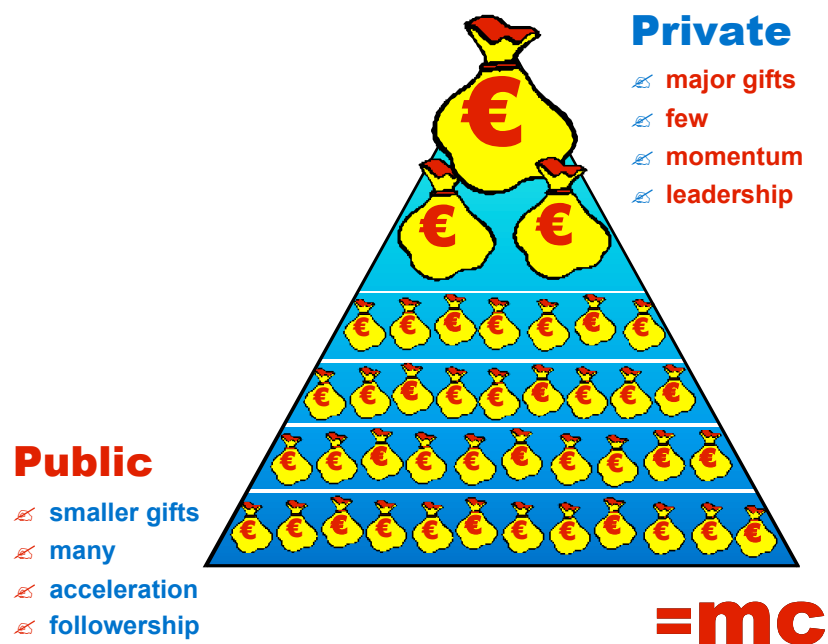 Private
major gifts
few
momentum
leadership
€
€ €
€ € € € € € €
€ € € € € € € € €
€ € € € € € € € € €
€ € € € € € € € € € € €
Public
smaller gifts
many
acceleration
followership
=mc